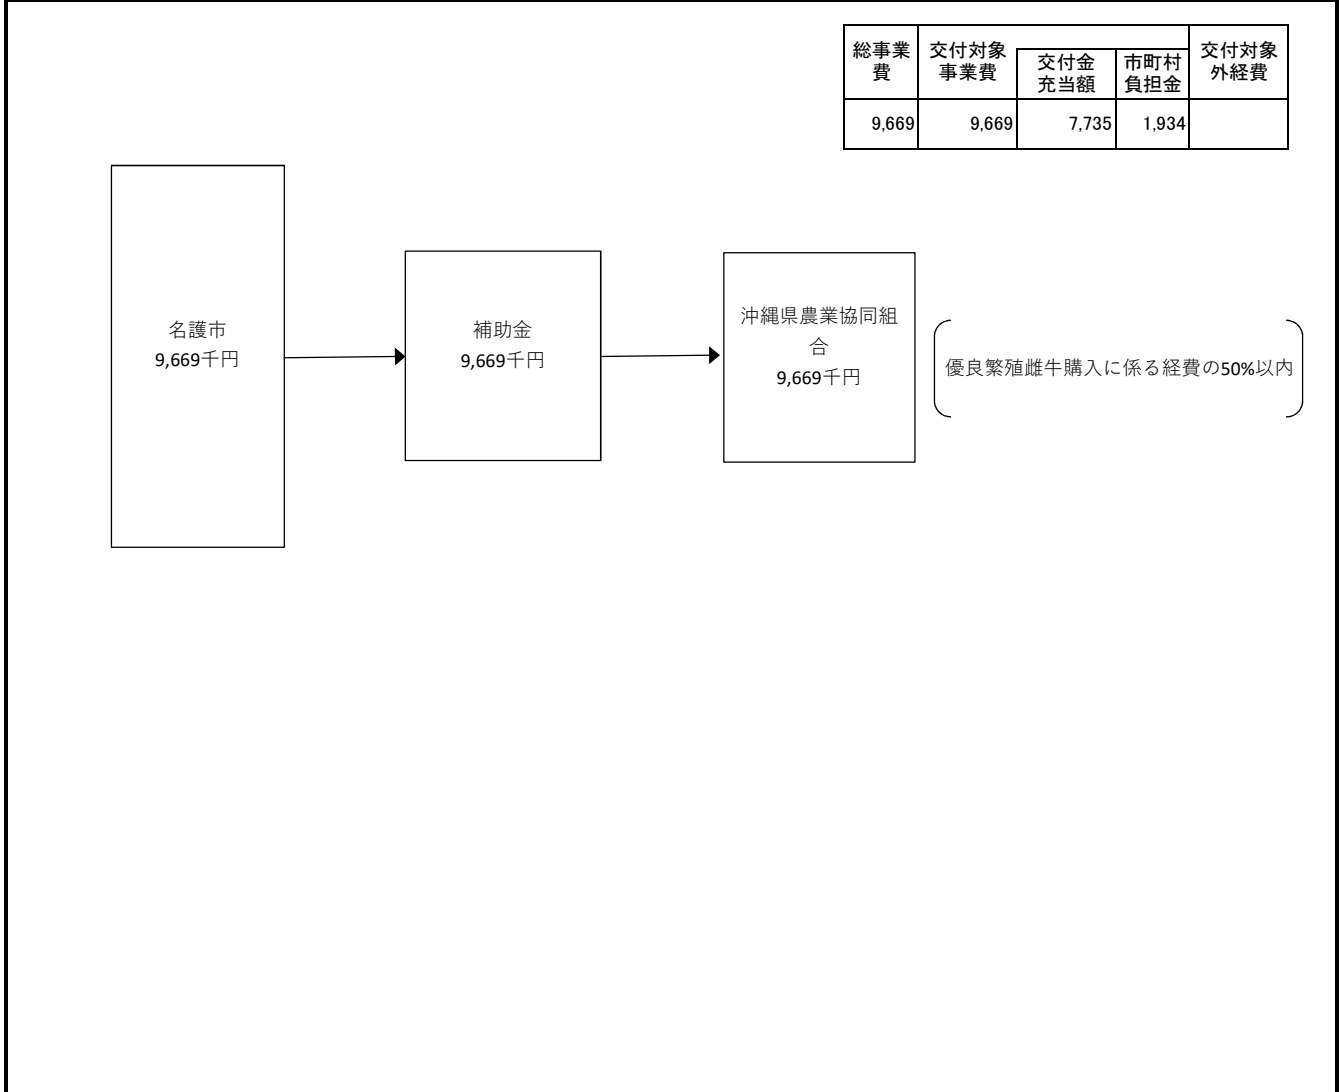 総事業
費
交付対象
事業費
交付金
充当額
市町村
負担金
交付対象
外経費
9,669
9,669
7,735
1,934
名護市
9,669千円
補助金
9,669千円
沖縄県農業協同組
合
9,669千円
優良繁殖雌牛購入に係る経費の50%以内